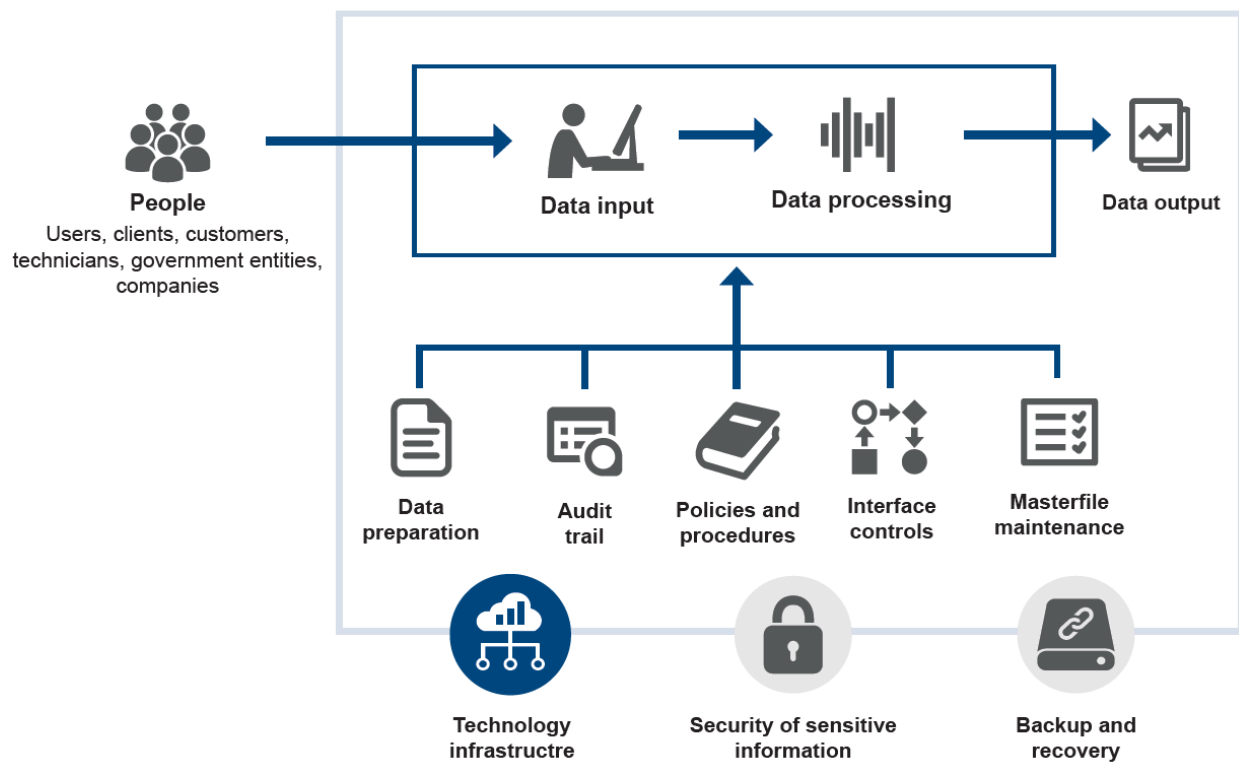 People
Users, clients, customers,
technicians, government entities,
companies
Data input
Data processing
Data output
Data
preparation
Audit
trail
Policies and
procedures
Interface
controls
Masterfile
maintenance
Technology
infrastructre
Security of sensitive
information
Backup and
recovery